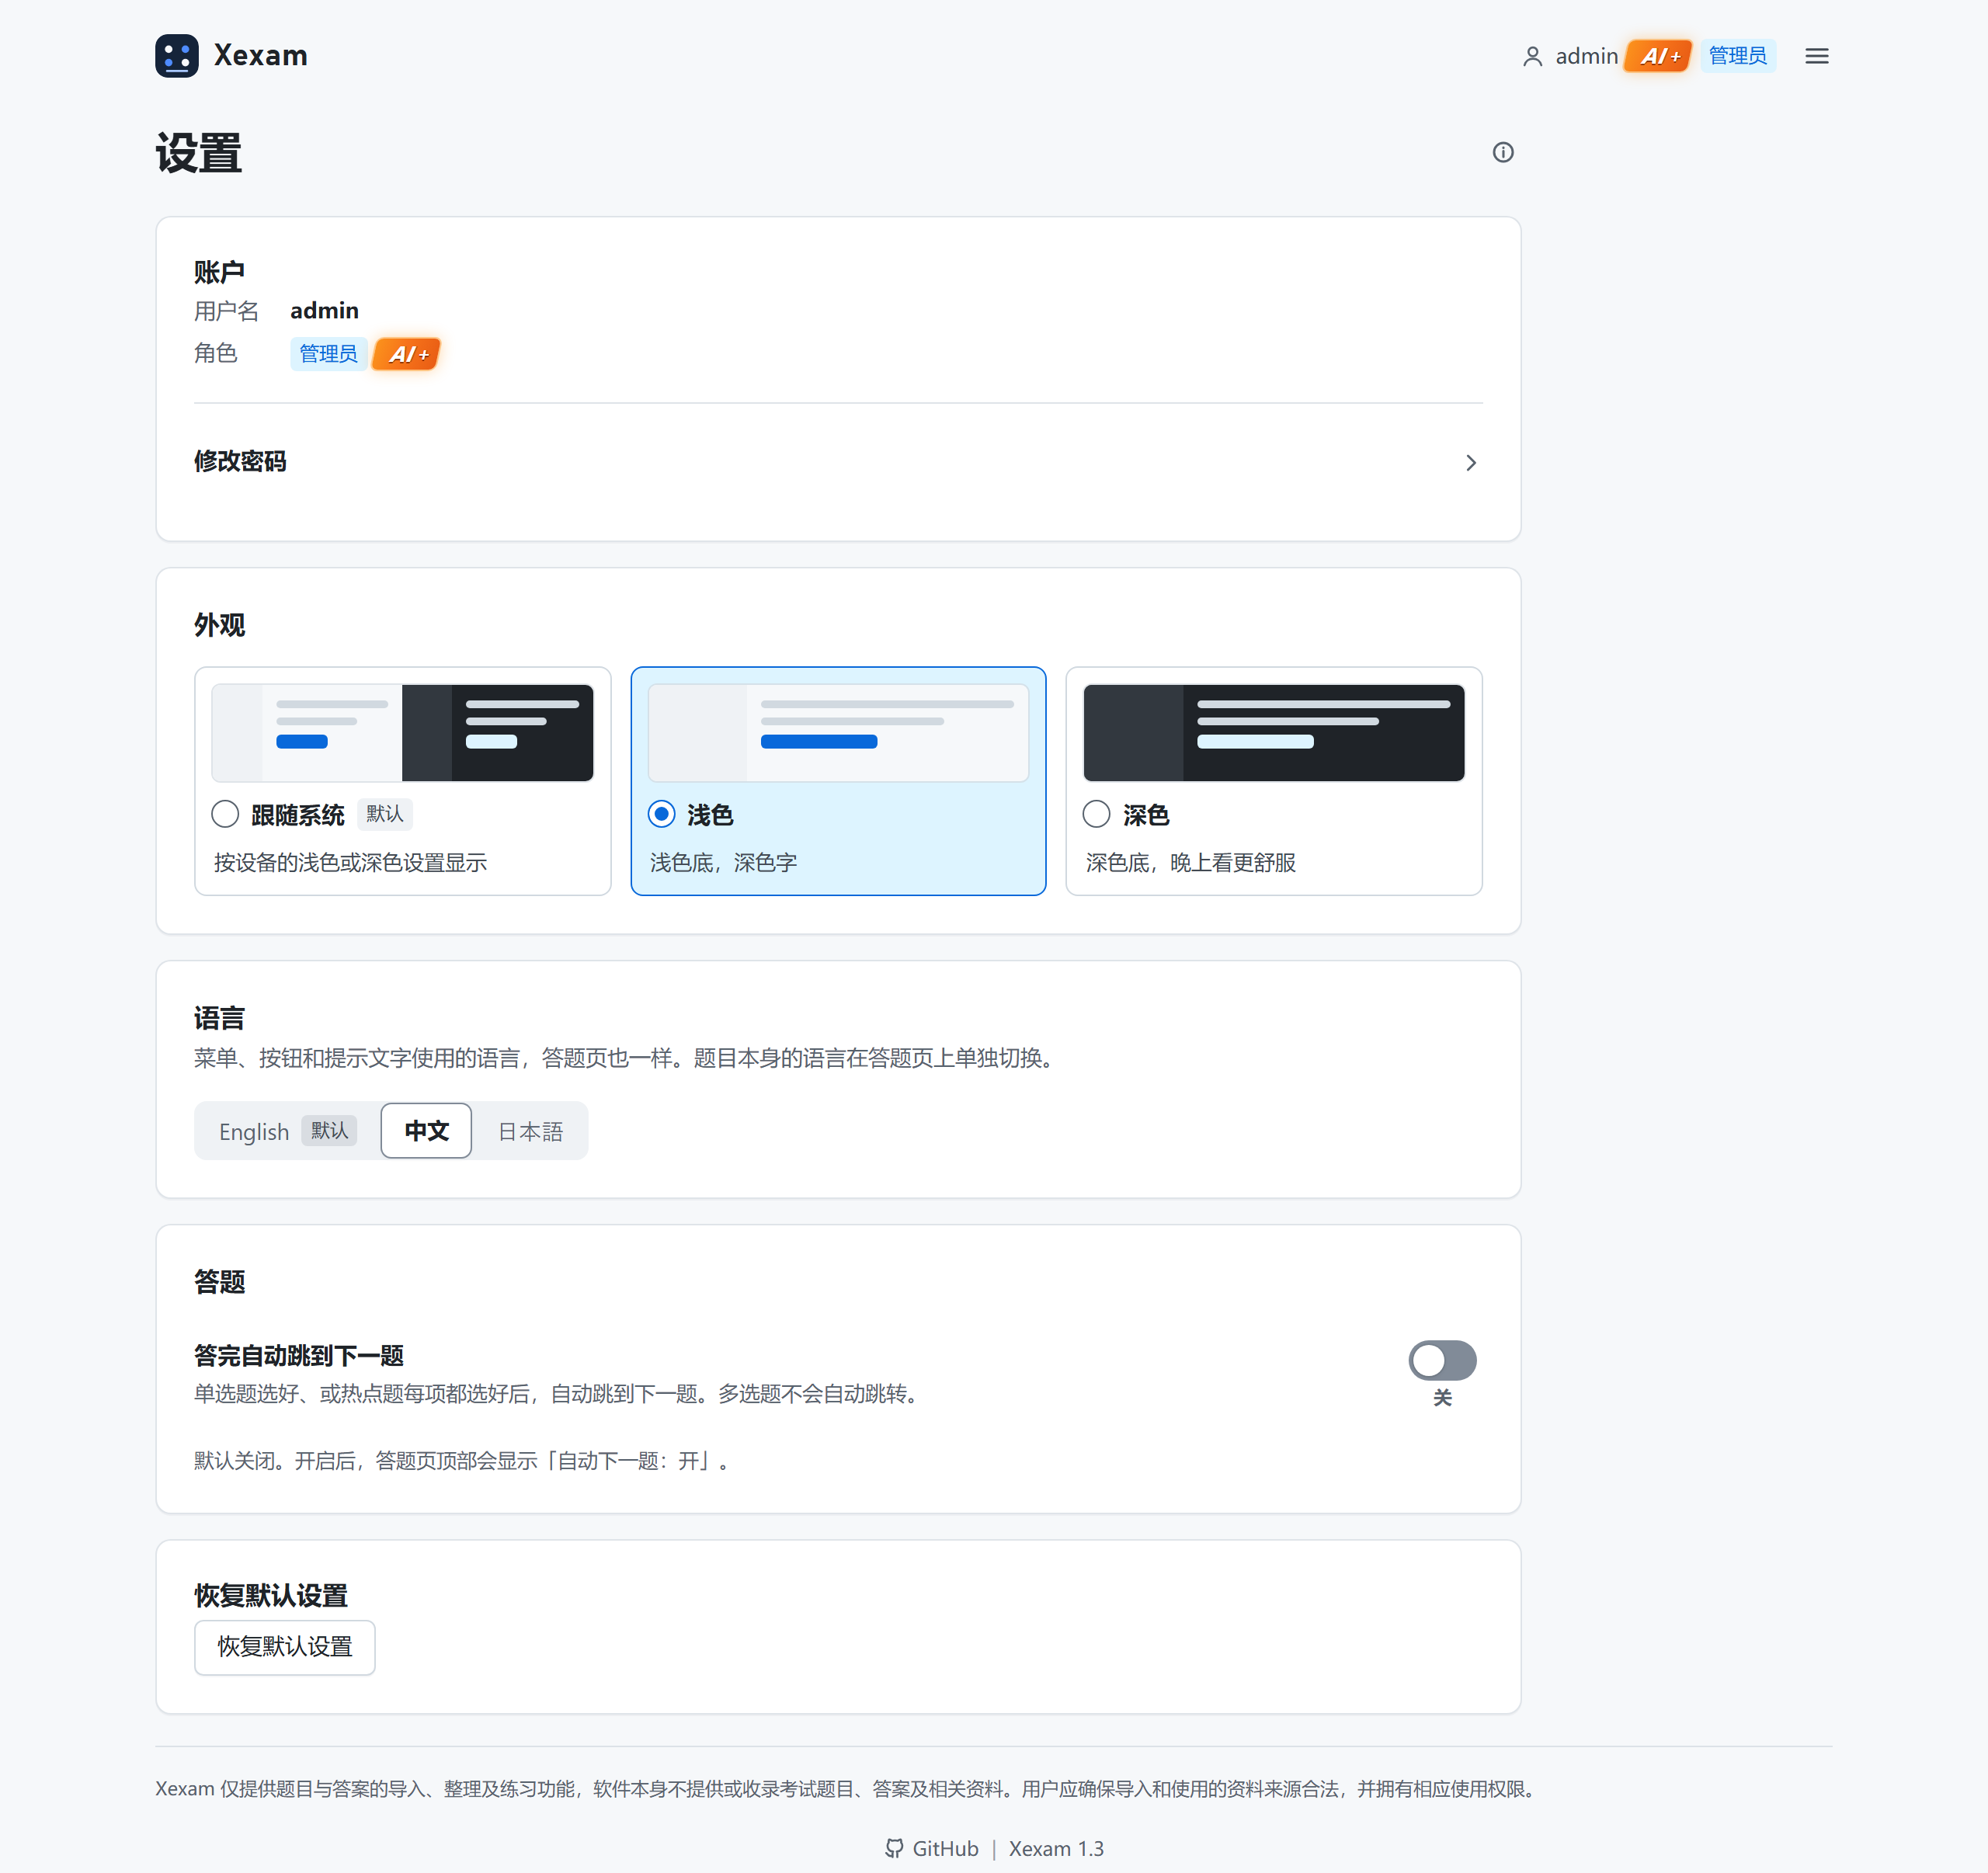 Xexam
admin AI+ 管理员
设置
账户
用户名 admin
角色 管理员 AI+
修改密码
外观
跟随系统 默认
按设备的浅色或深色设置显示
浅色
浅色底，深色字
深色
深色底，晚上看更舒服
语言
菜单、按钮和提示文字使用的语言，答题页也一样。题目本身的语言在答题页上单独切换。
English 默认 中文 日本語
答题
答完自动跳到下一题
单选题选好、或热点题每项都选好后，自动跳到下一题。多选题不会自动跳转。
关
默认关闭。开启后，答题页顶部会显示「自动下一题：开」。
恢复默认设置
恢复默认设置
Xexam 仅提供题目与答案的导入、整理及练习功能，软件本身不提供或收录考试题目、答案及相关资料。用户应确保导入和使用的资料来源合法，并拥有相应使用权限。
GitHub | Xexam 1.3